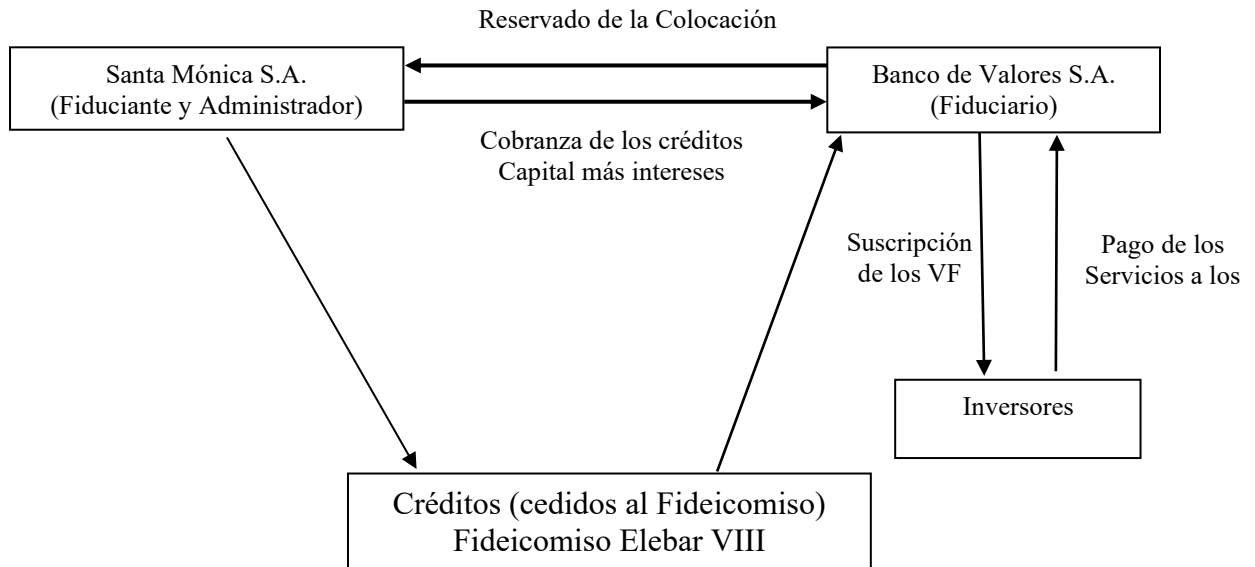 Reservado de la Colocación
Santa Mónica S.A.
(Fiduciante y Administrador)
Banco de Valores S.A.
(Fiduciario)
Cobranza de los créditos
Capital más intereses
Suscripción
de los VF
Pago de los
Servicios a los
Inversores
Créditos (cedidos al Fideicomiso)
Fideicomiso Elebar VIII